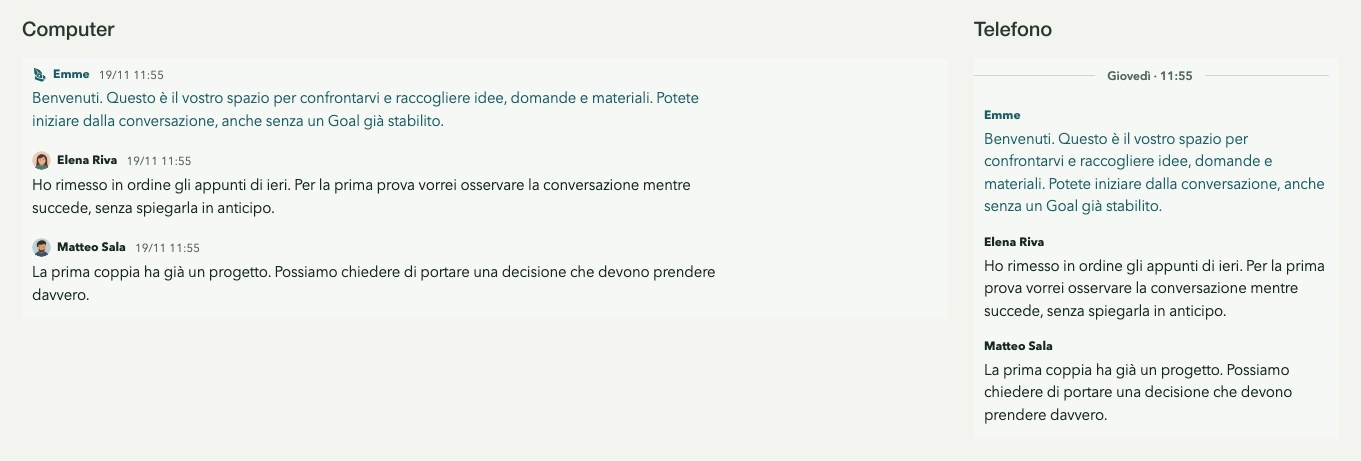 Computer
Emme 19/11 11:55
Benvenuti. Questo è il vostro spazio per confrontarvi e raccogliere idee, domande e materiali. Potete
iniziare dalla conversazione, anche senza un Goal già stabilito.
Elena Riva 19/11 11:55
Ho rimesso in ordine gli appunti di ieri. Per la prima prova vorrei osservare la conversazione mentre
succede, senza spiegarla in anticipo.
Matteo Sala 19/11 11:55
La prima coppia ha già un progetto. Possiamo chiedere di portare una decisione che devono prendere
davvero.
Telefono
Giovedì · 11:55
Emme
Benvenuti. Questo è il vostro spazio per
confrontarvi e raccogliere idee, domande e
materiali. Potete iniziare dalla conversazione, anche
senza un Goal già stabilito.
Elena Riva
Ho rimesso in ordine gli appunti di ieri. Per la prima
prova vorrei osservare la conversazione mentre
succede, senza spiegarla in anticipo.
Matteo Sala
La prima coppia ha già un progetto. Possiamo
chiedere di portare una decisione che devono
prendere davvero.